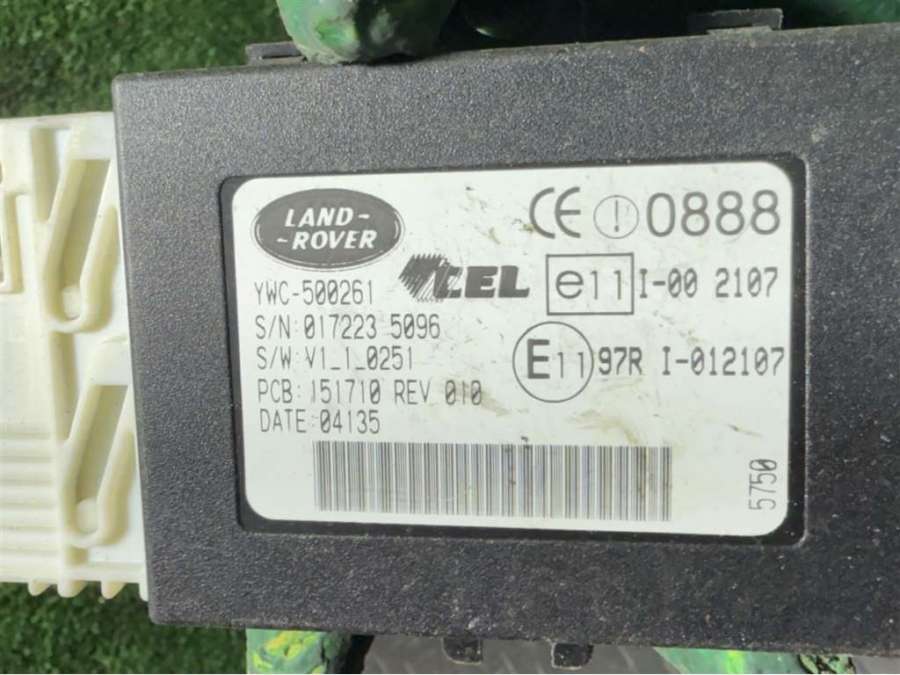 LAND-
-ROVER
CE ! 0888
YWC-500261
CEL
e11 I-00 2107
S/N:017223 5096
S/W:V1_1_0251
E11 97R I-012107
PCB:151710 REV 010
DATE:04135
5750